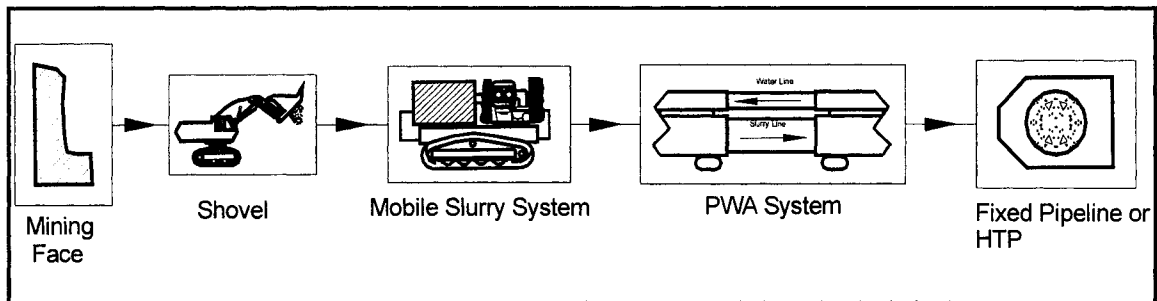 Water Line
Slurry Line
Mining
Face
Shovel
Mobile Slurry System
PWA System
Fixed Pipeline or
HTP